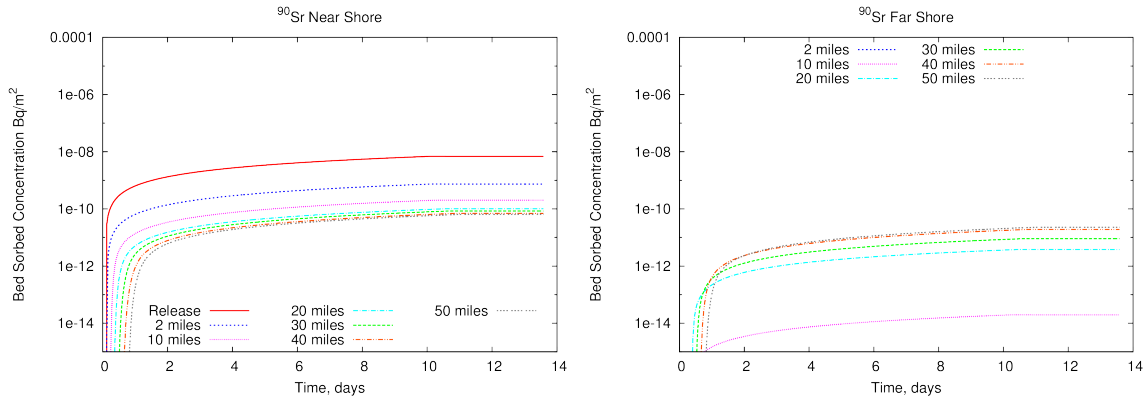 ⁹⁰Sr Near Shore
0.0001
1e-06
1e-08
1e-10
1e-12
1e-14
Bed Sorbed Concentration Bq/m²
Release 20 miles 50 miles
2 miles 30 miles
10 miles 40 miles
0 2 4 6 8 10 12 14
Time, days
⁹⁰Sr Far Shore
0.0001
1e-06
1e-08
1e-10
1e-12
1e-14
Bed Sorbed Concentration Bq/m²
2 miles 30 miles
10 miles 40 miles
20 miles 50 miles
0 2 4 6 8 10 12 14
Time, days